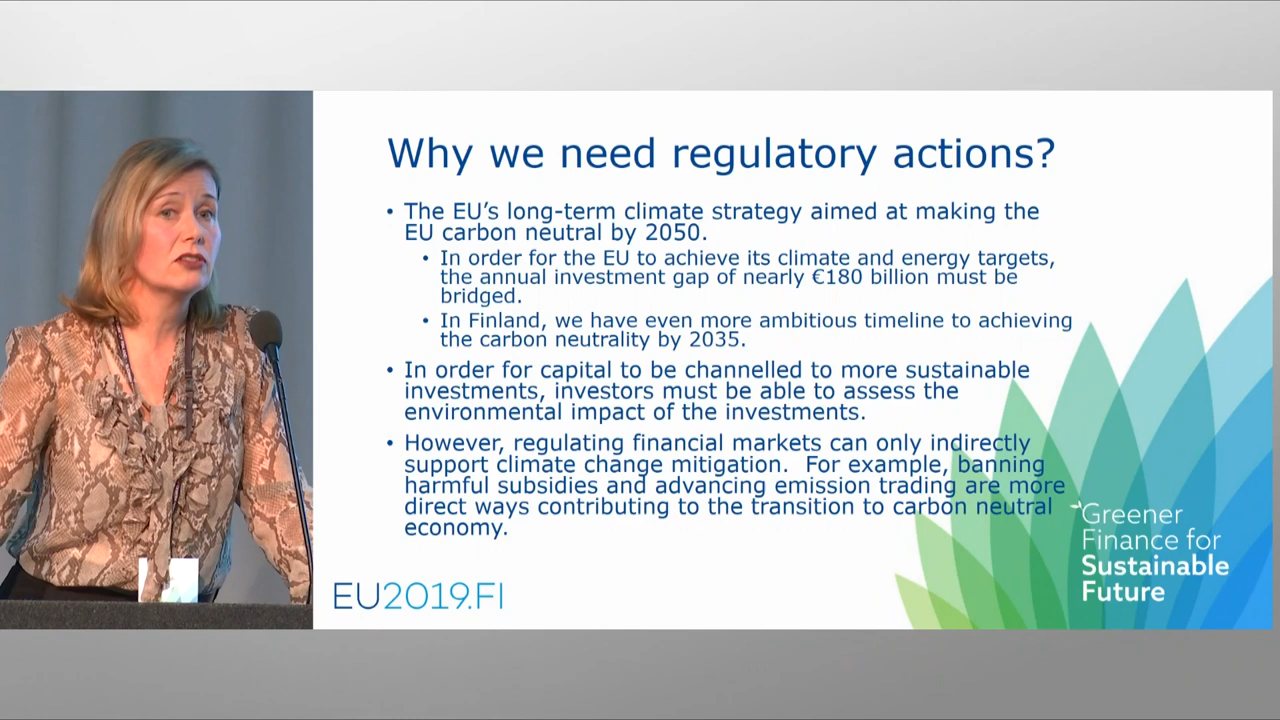 Why we need regulatory actions?
• The EU's long-term climate strategy aimed at making the
EU carbon neutral by 2050.
• In order for the EU to achieve its climate and energy targets,
the annual investment gap of nearly €180 billion must be
bridged.
• In Finland, we have even more ambitious timeline to achieving
the carbon neutrality by 2035.
• In order for capital to be channelled to more sustainable
investments, investors must be able to assess the
environmental impact of the investments.
• However, regulating financial markets can only indirectly
support climate change mitigation.  For example, banning
harmful subsidies and advancing emission trading are more
direct ways contributing to the transition to carbon neutral
economy.
EU2019.FI
Greener
Finance for
Sustainable
Future